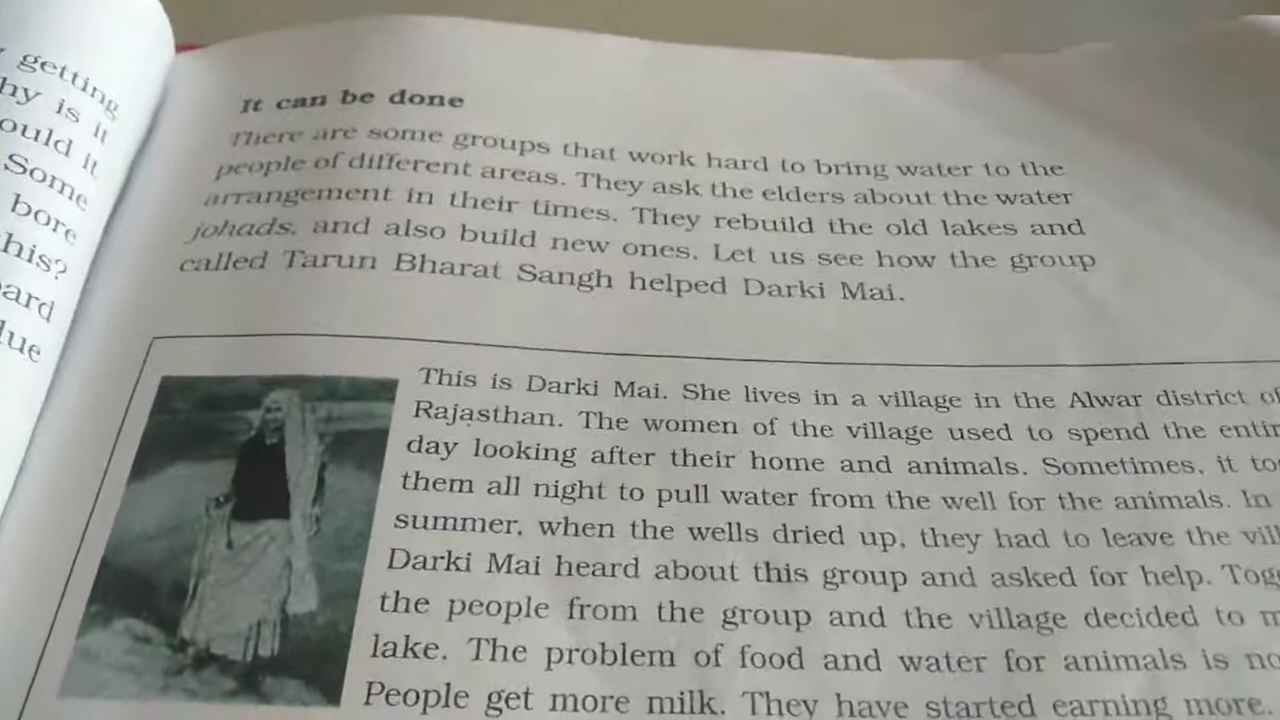 getting
hy is it
ould it
Some
bore
his?
ard
lue
It can be done
There are some groups that work hard to bring water to the
people of different areas. They ask the elders about the water
arrangement in their times. They rebuild the old lakes and
johads, and also build new ones. Let us see how the group
called Tarun Bharat Sangh helped Darki Mai.
This is Darki Mai. She lives in a village in the Alwar district of
Rajasthan. The women of the village used to spend the entir
day looking after their home and animals. Sometimes, it to
them all night to pull water from the well for the animals. In
summer, when the wells dried up, they had to leave the vil
Darki Mai heard about this group and asked for help. Tog
the people from the group and the village decided to m
lake. The problem of food and water for animals is no
People get more milk. They have started earning more.